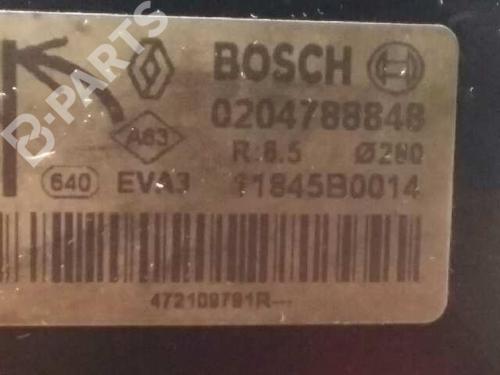 BOSCH
0204788848
A63
R:8.5 Ø280
640 EVA3 11845B0014
472109791R---
B-PARTS